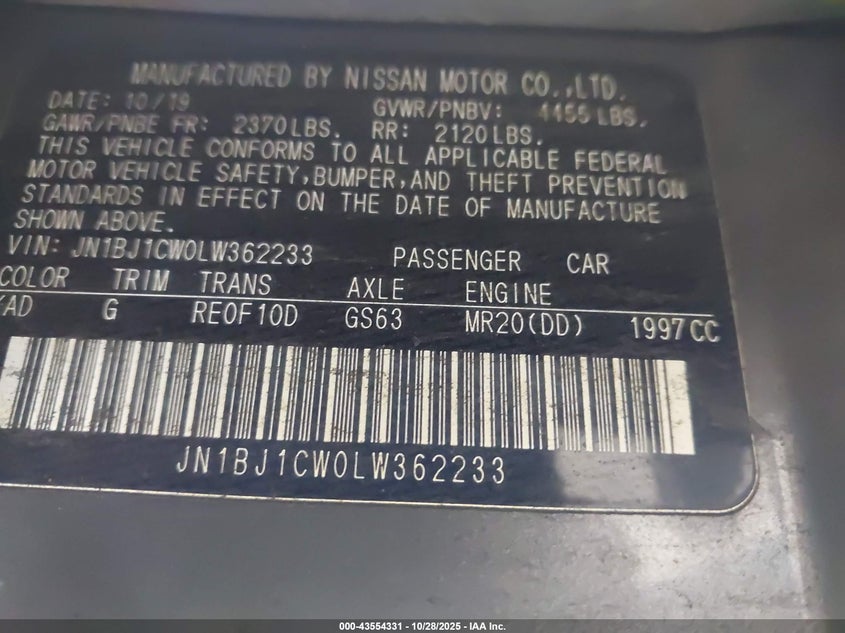 MANUFACTURED BY NISSAN MOTOR CO.,LTD.
DATE: 10/19 GVWR/PNBV: 4455 LBS.
GAWR/PNBE FR: 2370LBS. RR: 2120LBS.
THIS VEHICLE CONFORMS TO ALL APPLICABLE FEDERAL
MOTOR VEHICLE SAFETY,BUMPER,AND THEFT PREVENTION
STANDARDS IN EFFECT ON THE DATE OF MANUFACTURE
SHOWN ABOVE.
VIN: JN1BJ1CW0LW362233 PASSENGER CAR
COLOR TRIM TRANS AXLE ENGINE
KAD G RE0F10D GS63 MR20(DD) 1997CC
JN1BJ1CW0LW362233
000-43554331 - 10/28/2025 - IAA Inc.